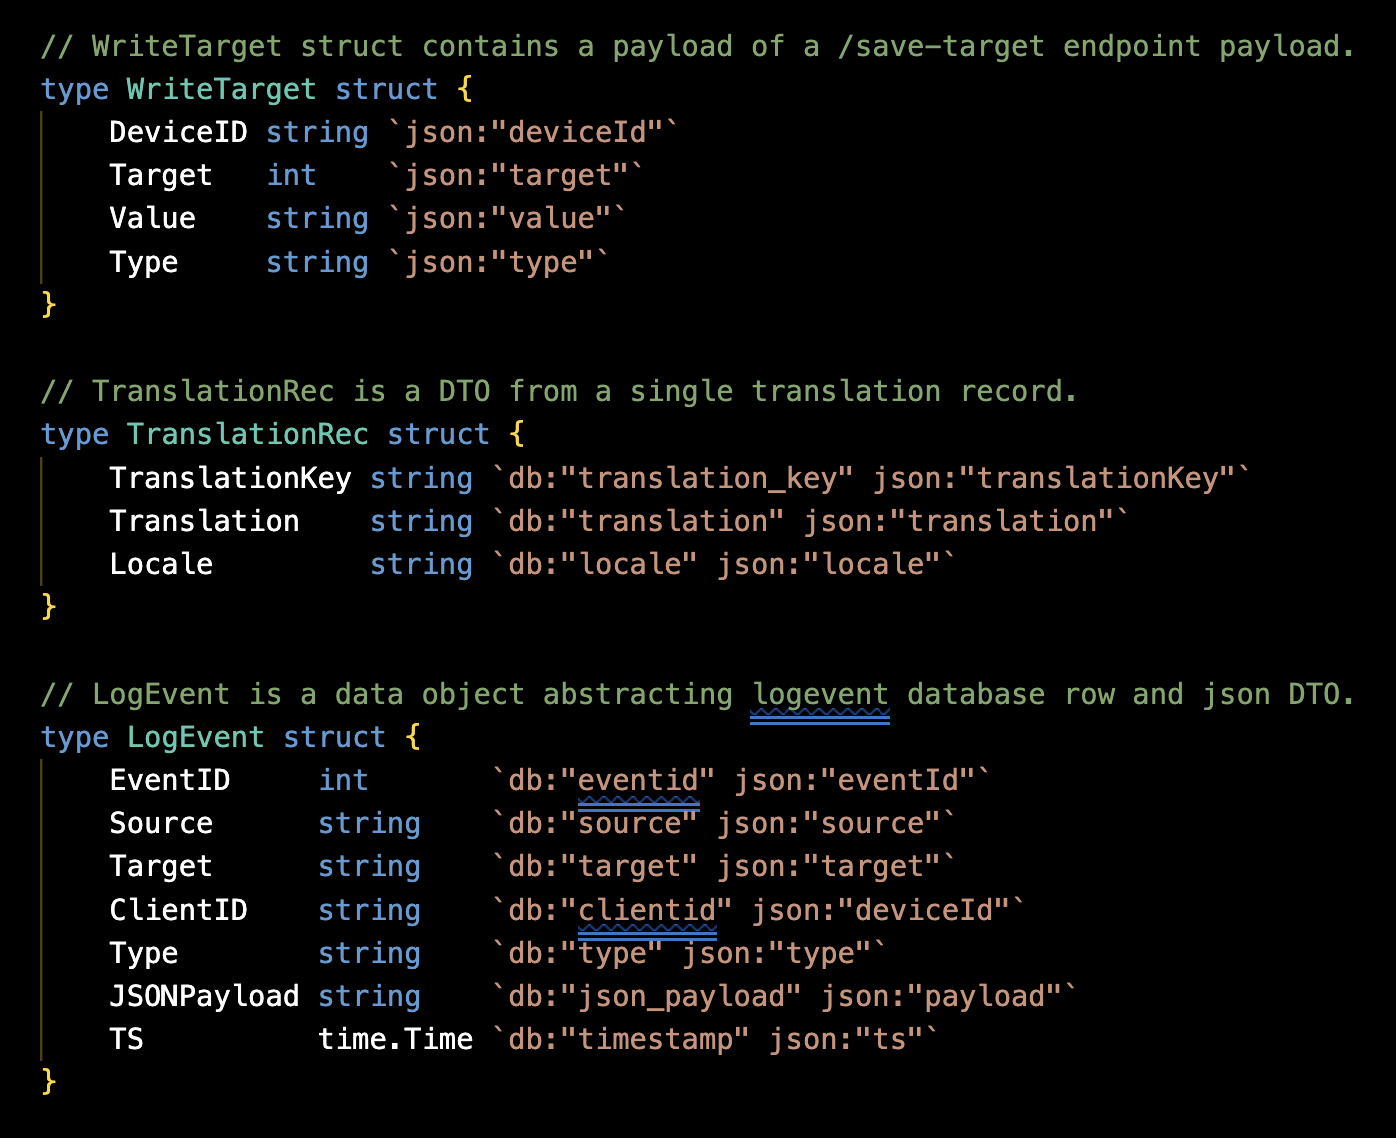 // WriteTarget struct contains a payload of a /save-target endpoint payload.
type WriteTarget struct {
    DeviceID string `json:"deviceId"`
    Target   int    `json:"target"`
    Value    string `json:"value"`
    Type     string `json:"type"`
}

// TranslationRec is a DTO from a single translation record.
type TranslationRec struct {
    TranslationKey string `db:"translation_key" json:"translationKey"`
    Translation    string `db:"translation" json:"translation"`
    Locale         string `db:"locale" json:"locale"`
}

// LogEvent is a data object abstracting logevent database row and json DTO.
type LogEvent struct {
    EventID     int       `db:"eventid" json:"eventId"`
    Source      string    `db:"source" json:"source"`
    Target      string    `db:"target" json:"target"`
    ClientID    string    `db:"clientid" json:"deviceId"`
    Type        string    `db:"type" json:"type"`
    JSONPayload string    `db:"json_payload" json:"payload"`
    TS          time.Time `db:"timestamp" json:"ts"`
}